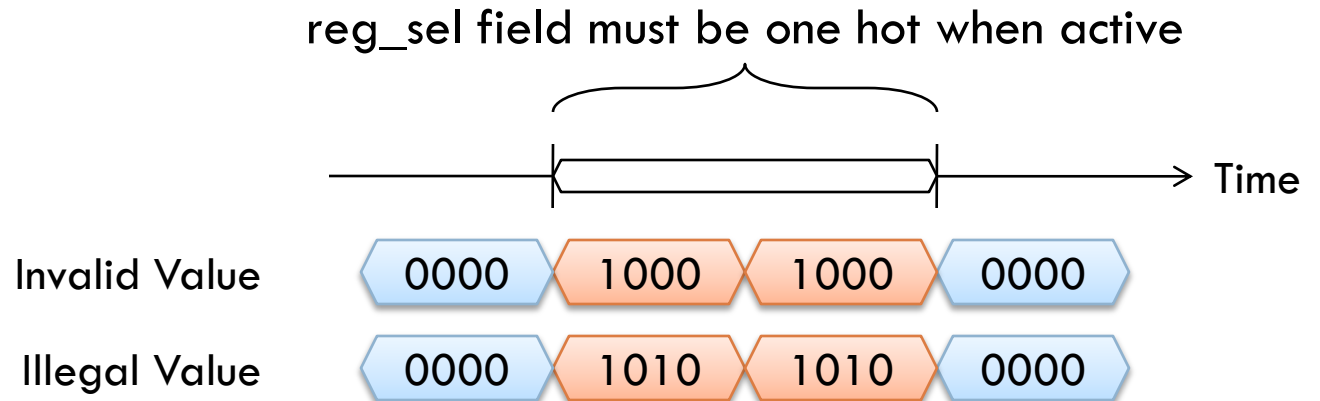 reg_sel field must be one hot when active
Time
Invalid Value 0000 1000 1000 0000
Illegal Value 0000 1010 1010 0000